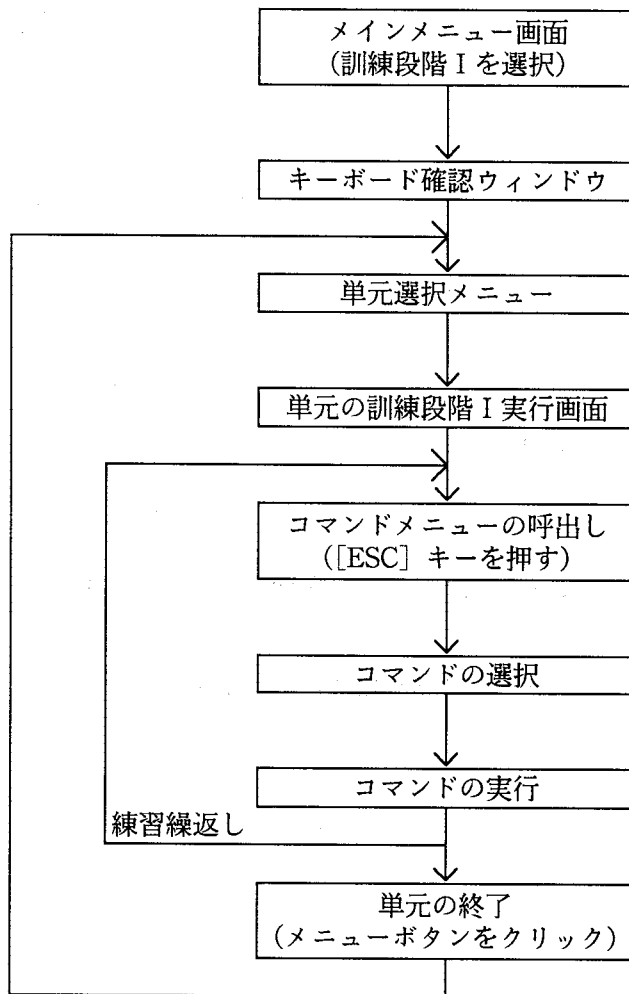 メインメニュー画面
（訓練段階Ⅰを選択）
キーボード確認ウィンドウ
単元選択メニュー
単元の訓練段階Ⅰ実行画面
コマンドメニューの呼出し
（［ESC］キーを押す）
コマンドの選択
コマンドの実行
練習繰返し
単元の終了
（メニューボタンをクリック）